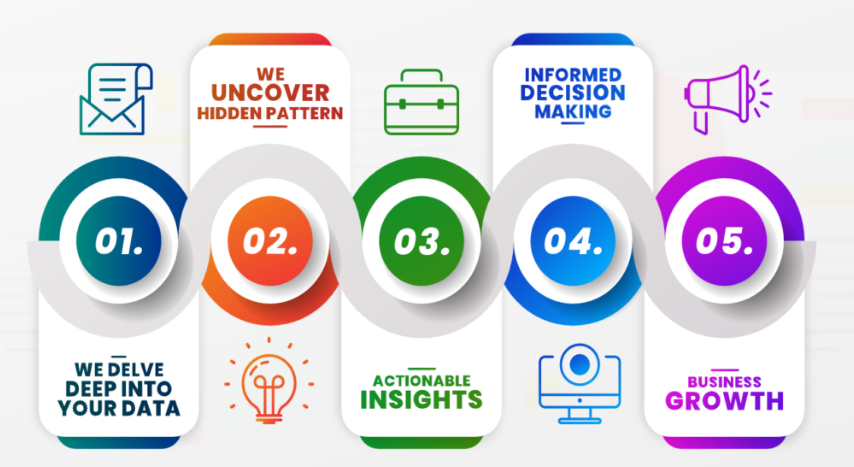 WE
UNCOVER
HIDDEN PATTERN
INFORMED
DECISION
MAKING
01.
02.
03.
04.
05.
WE DELVE
DEEP INTO
YOUR DATA
ACTIONABLE
INSIGHTS
BUSINESS
GROWTH